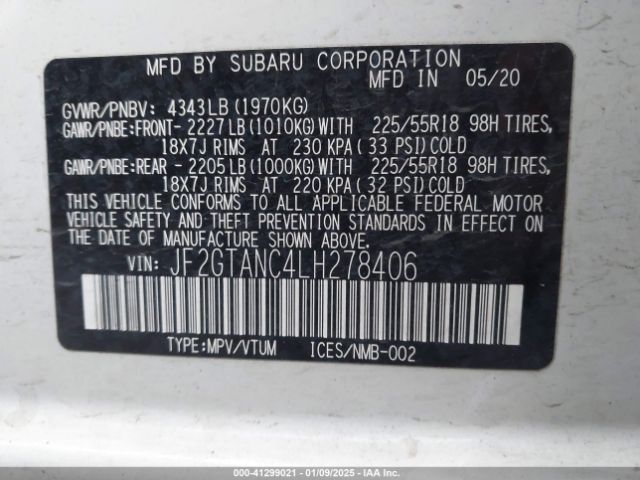 MFD BY SUBARU CORPORATION
MFD IN 05/20
GVWR/PNBV: 4343LB (1970KG)
GAWR/PNBE:FRONT- 2227LB (1010KG) WITH 225/55R18 98H TIRES,
18X7J RIMS AT 230 KPA( 33 PSI)COLD
GAWR/PNBE:REAR - 2205LB (1000KG) WITH 225/55R18 98H TIRES,
18X7J RIMS AT 220 KPA( 32 PSI)COLD
THIS VEHICLE CONFORMS TO ALL APPLICABLE FEDERAL MOTOR
VEHICLE SAFETY AND THEFT PREVENTION STANDARDS IN EFFECT ON
THE DATE OF MANUFACTURE SHOWN ABOVE.
VIN: JF2GTANC4LH278406
TYPE:MPV/VTUM ICES/NMB-002
000-41299021 - 01/09/2025 - IAA Inc.